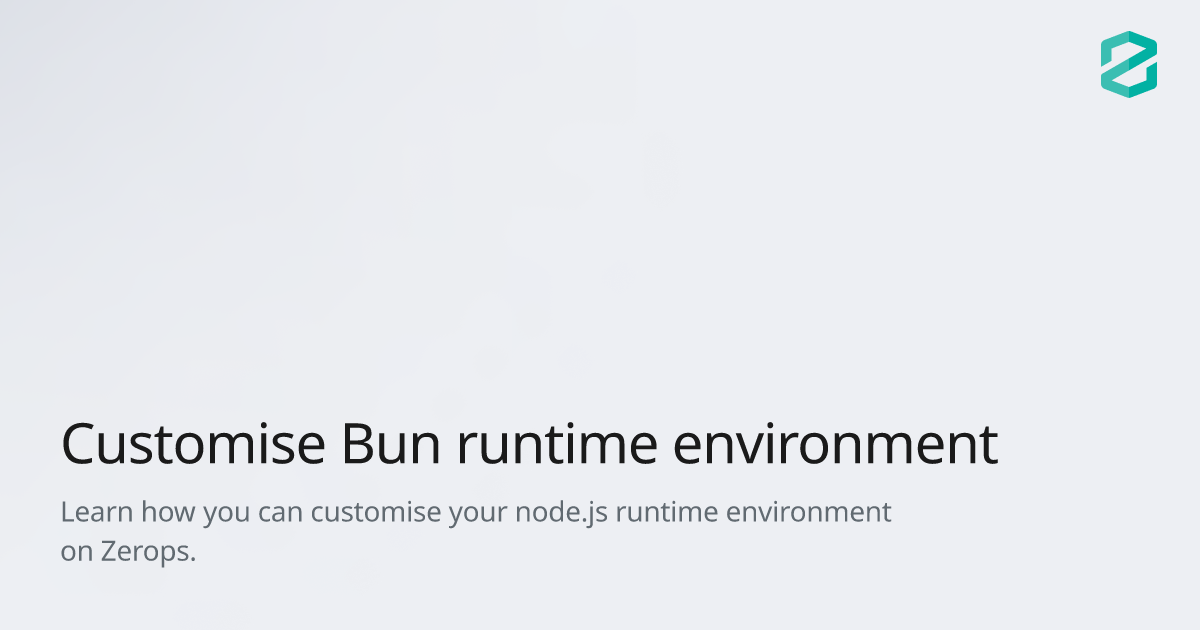 Customise Bun runtime environment
Learn how you can customise your node.js runtime environment
on Zerops.